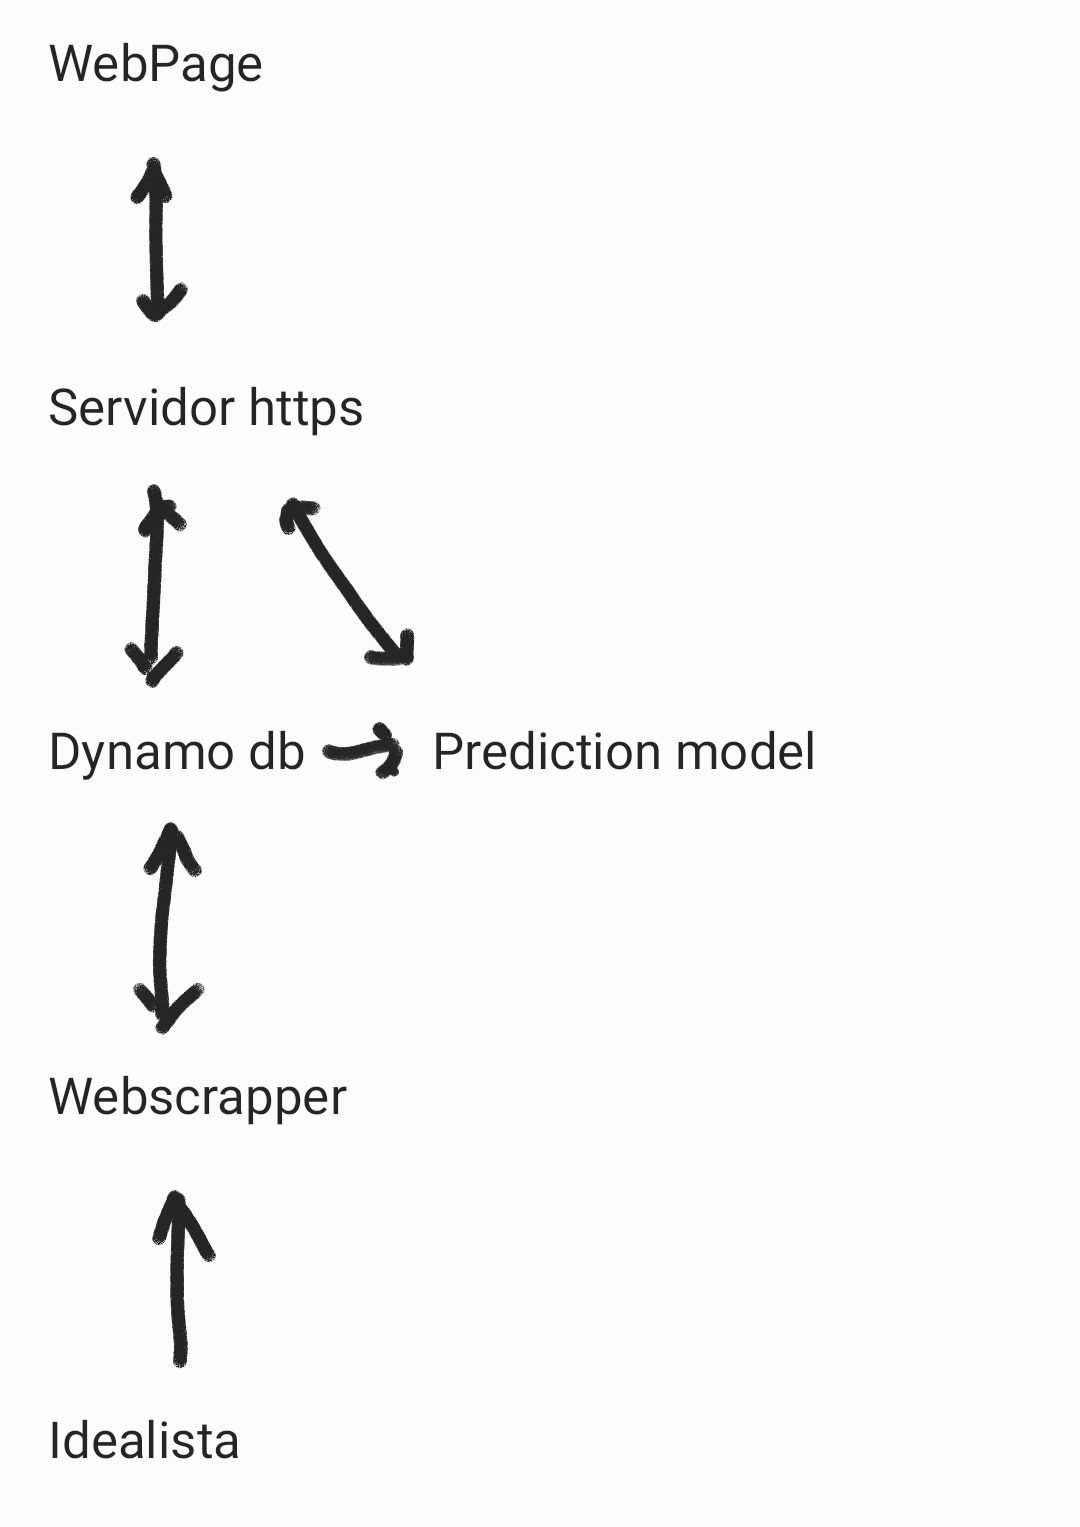 WebPage
Servidor https
Dynamo db Prediction model
Webscrapper
Idealista